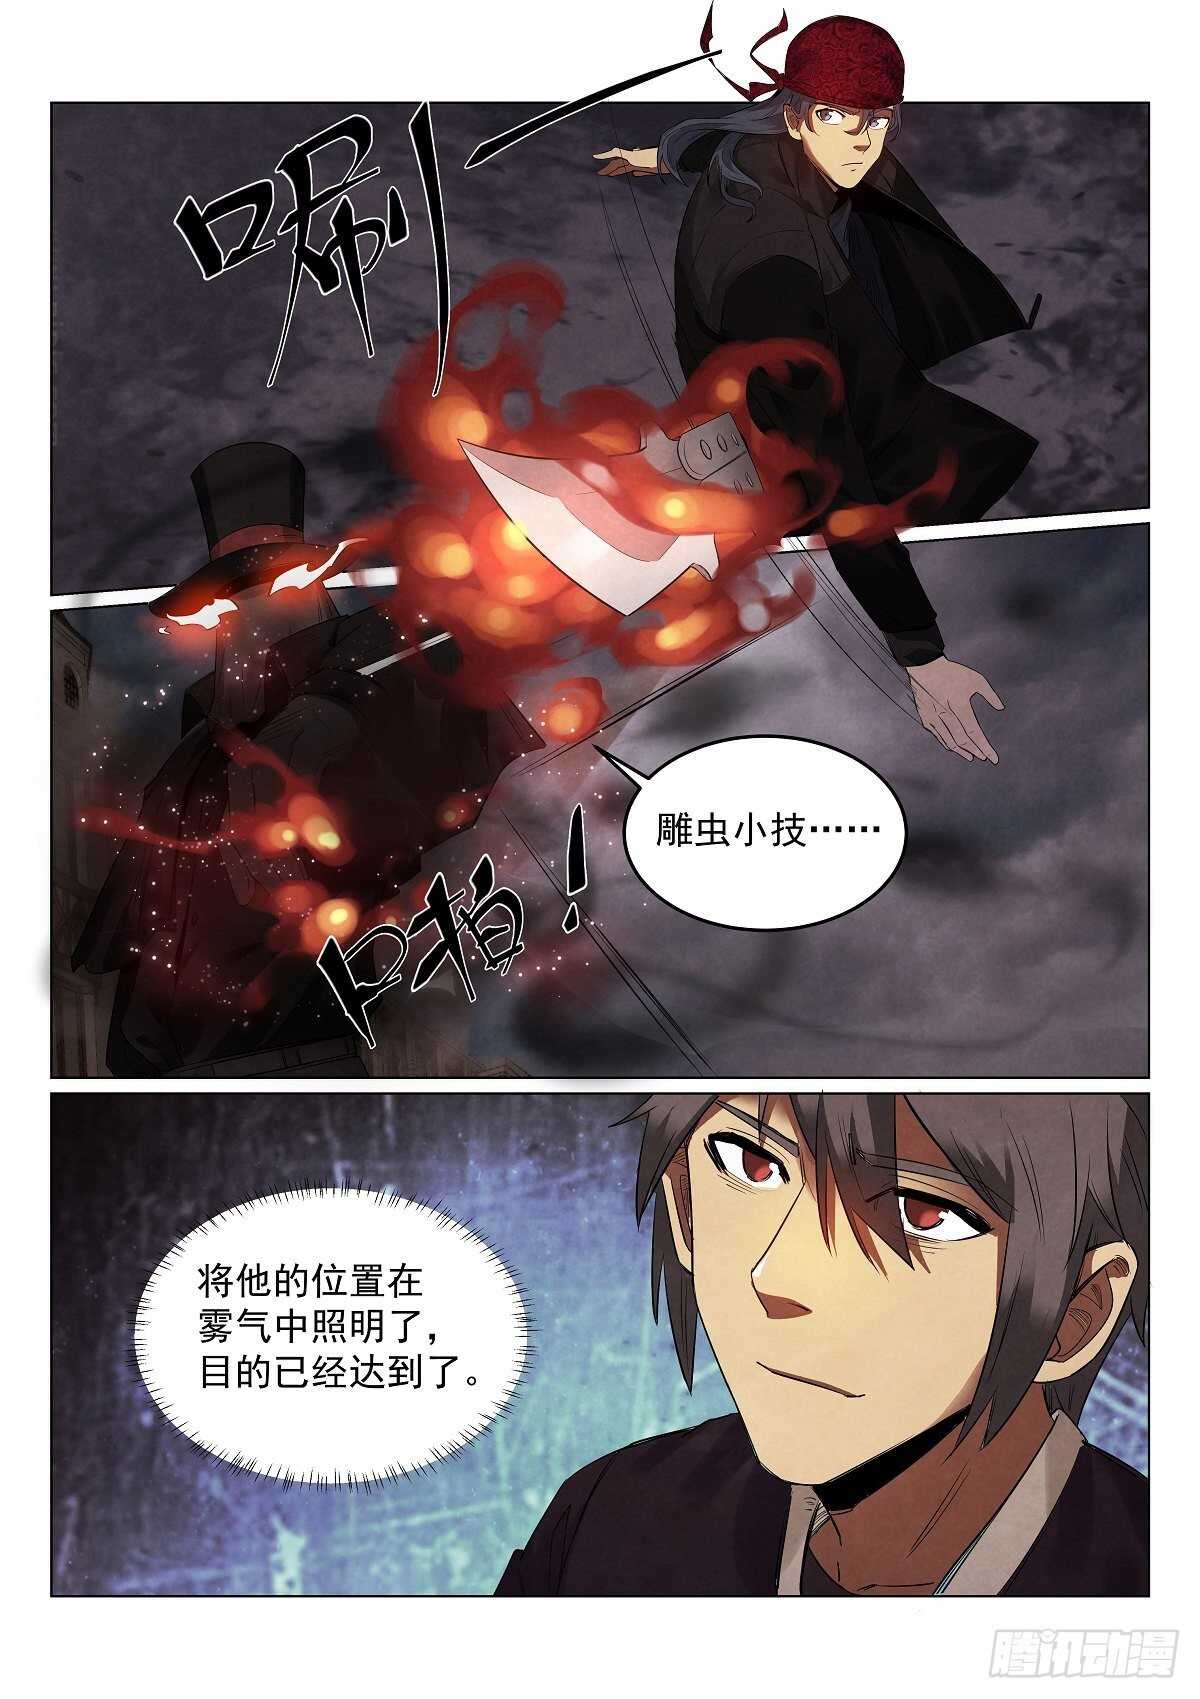 唰
雕虫小技……
啪！
将他的位置在
雾气中照明了，
目的已经达到了。
腾讯动漫